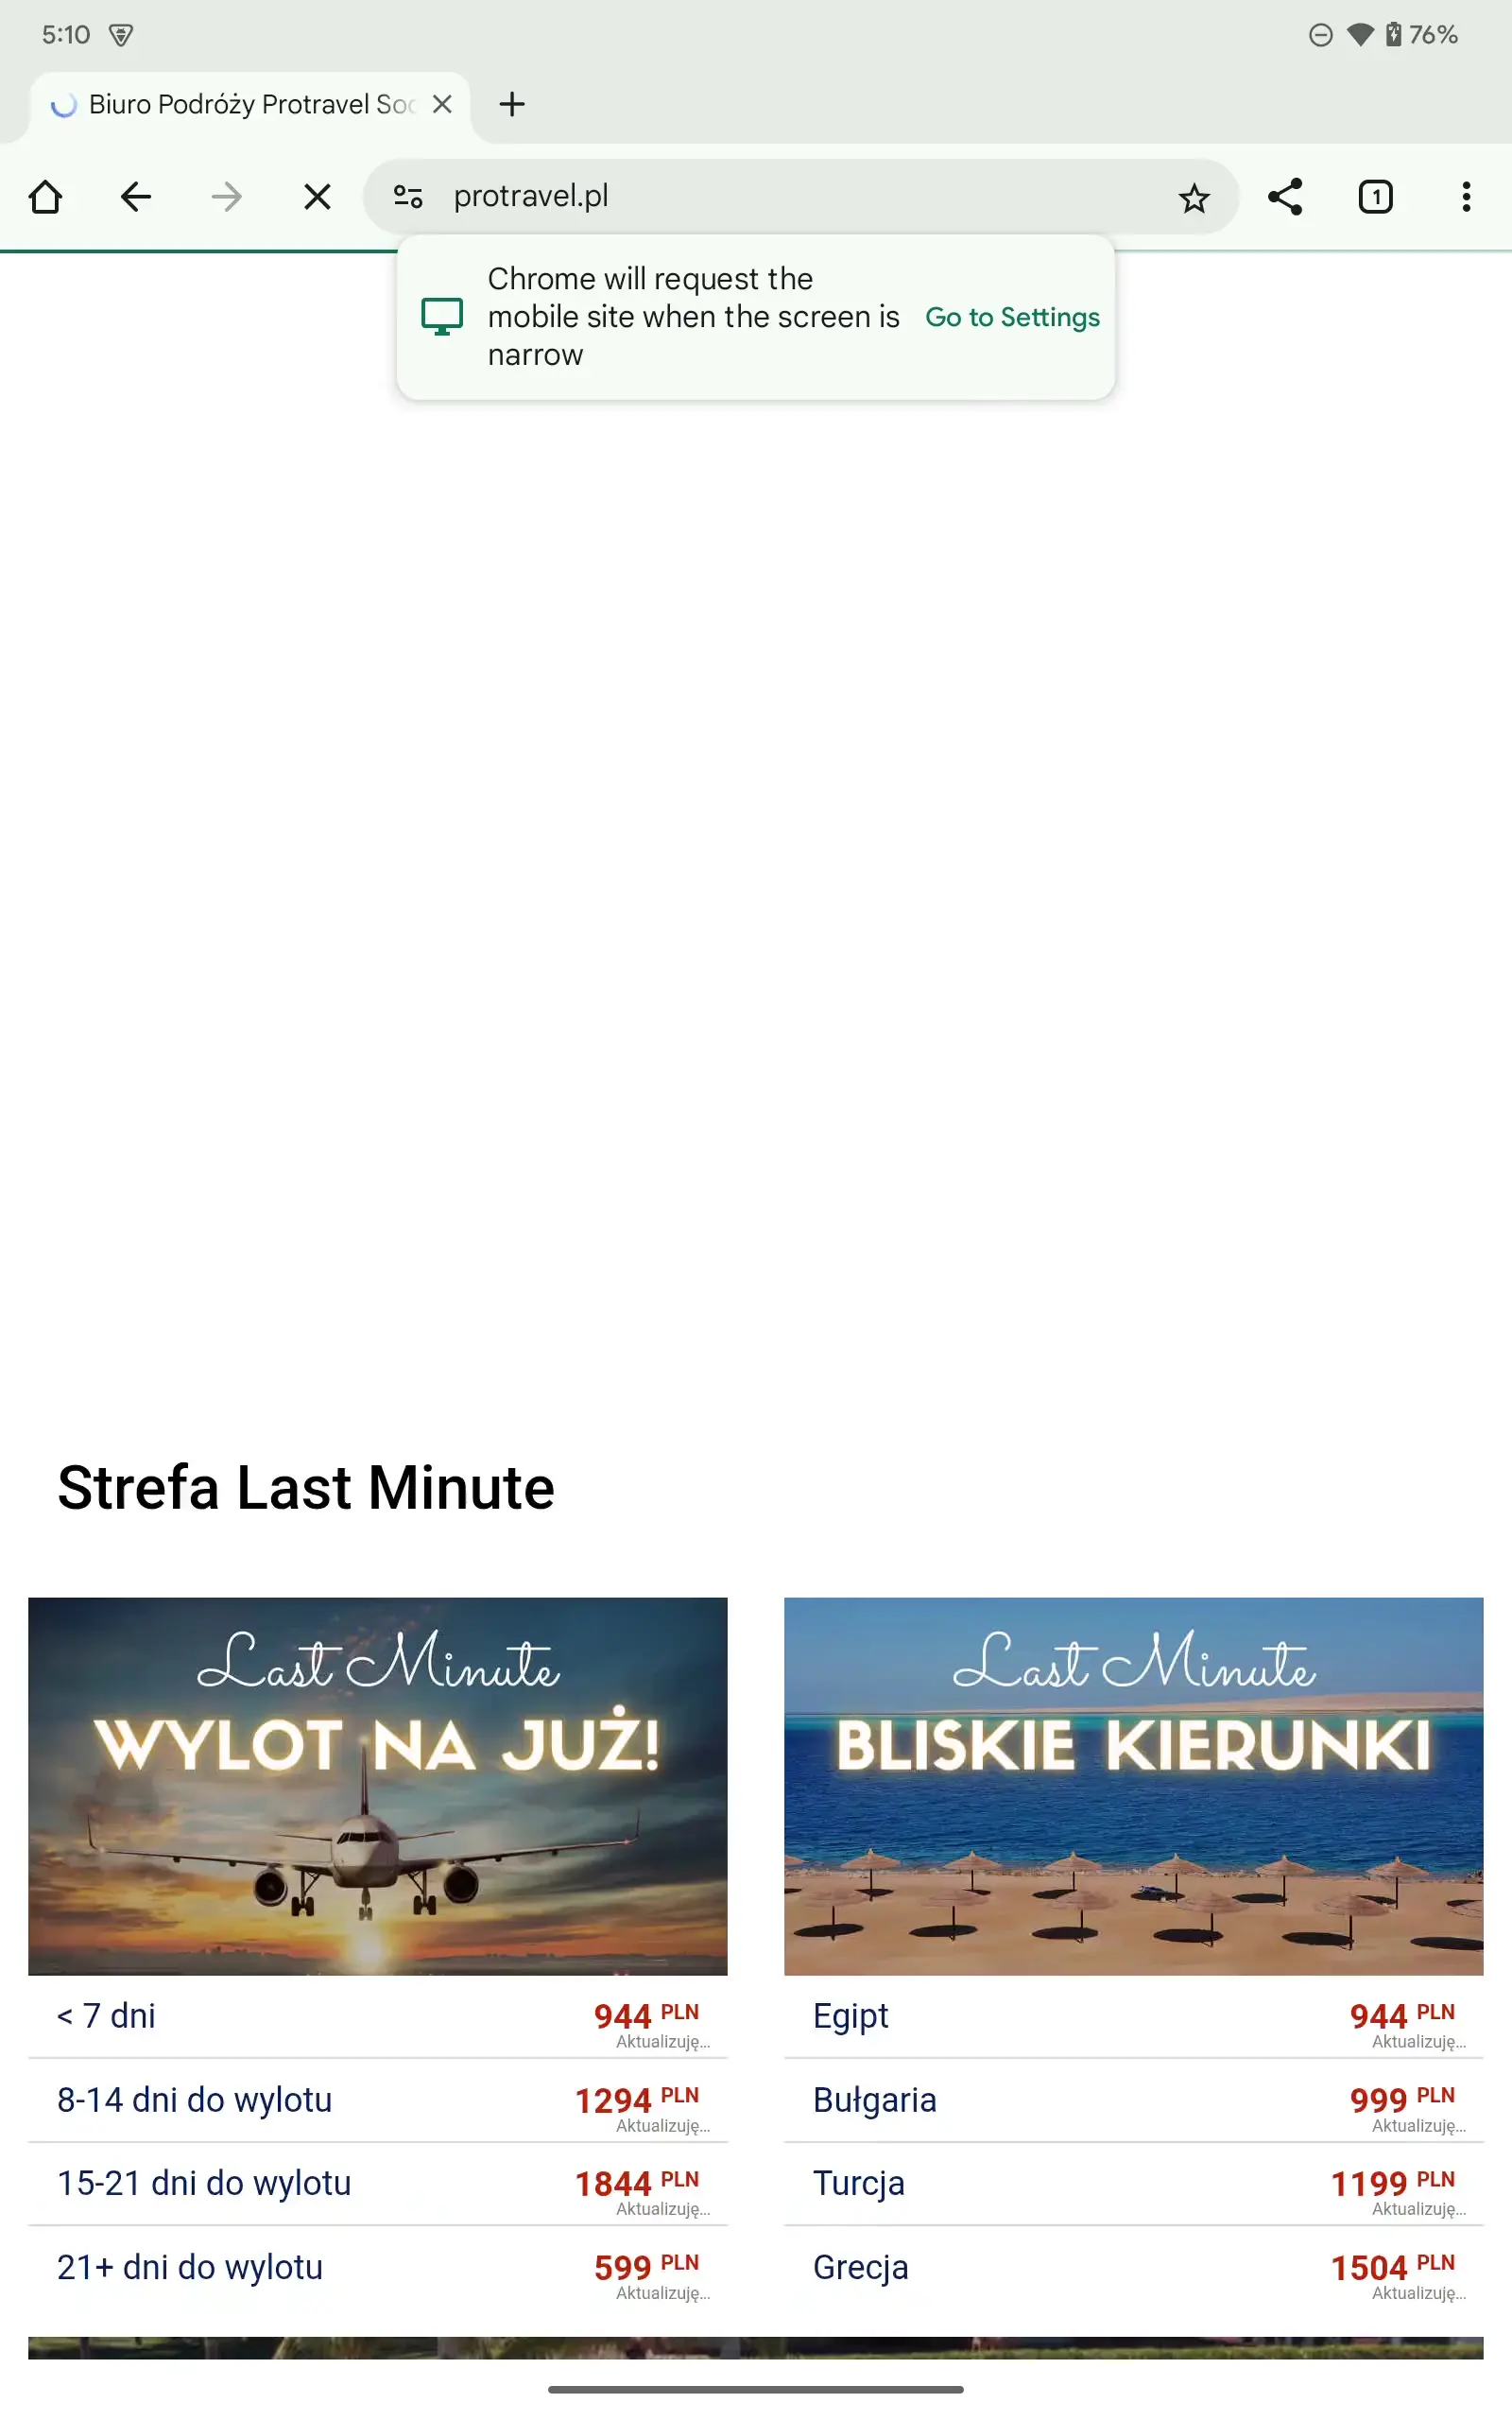 5:10
76%
Biuro Podróży Protravel Soc
protravel.pl
1
Chrome will request the
mobile site when the screen is
narrow
Go to Settings
Strefa Last Minute
Last Minute
WYLOT NA JUŻ!
< 7 dni
944 PLN
Aktualizuję...
8-14 dni do wylotu
1294 PLN
Aktualizuję...
15-21 dni do wylotu
1844 PLN
Aktualizuję...
21+ dni do wylotu
599 PLN
Aktualizuję...
Last Minute
BLISKIE KIERUNKI
Egipt
944 PLN
Aktualizuję...
Bułgaria
999 PLN
Aktualizuję...
Turcja
1199 PLN
Aktualizuję...
Grecja
1504 PLN
Aktualizuję...